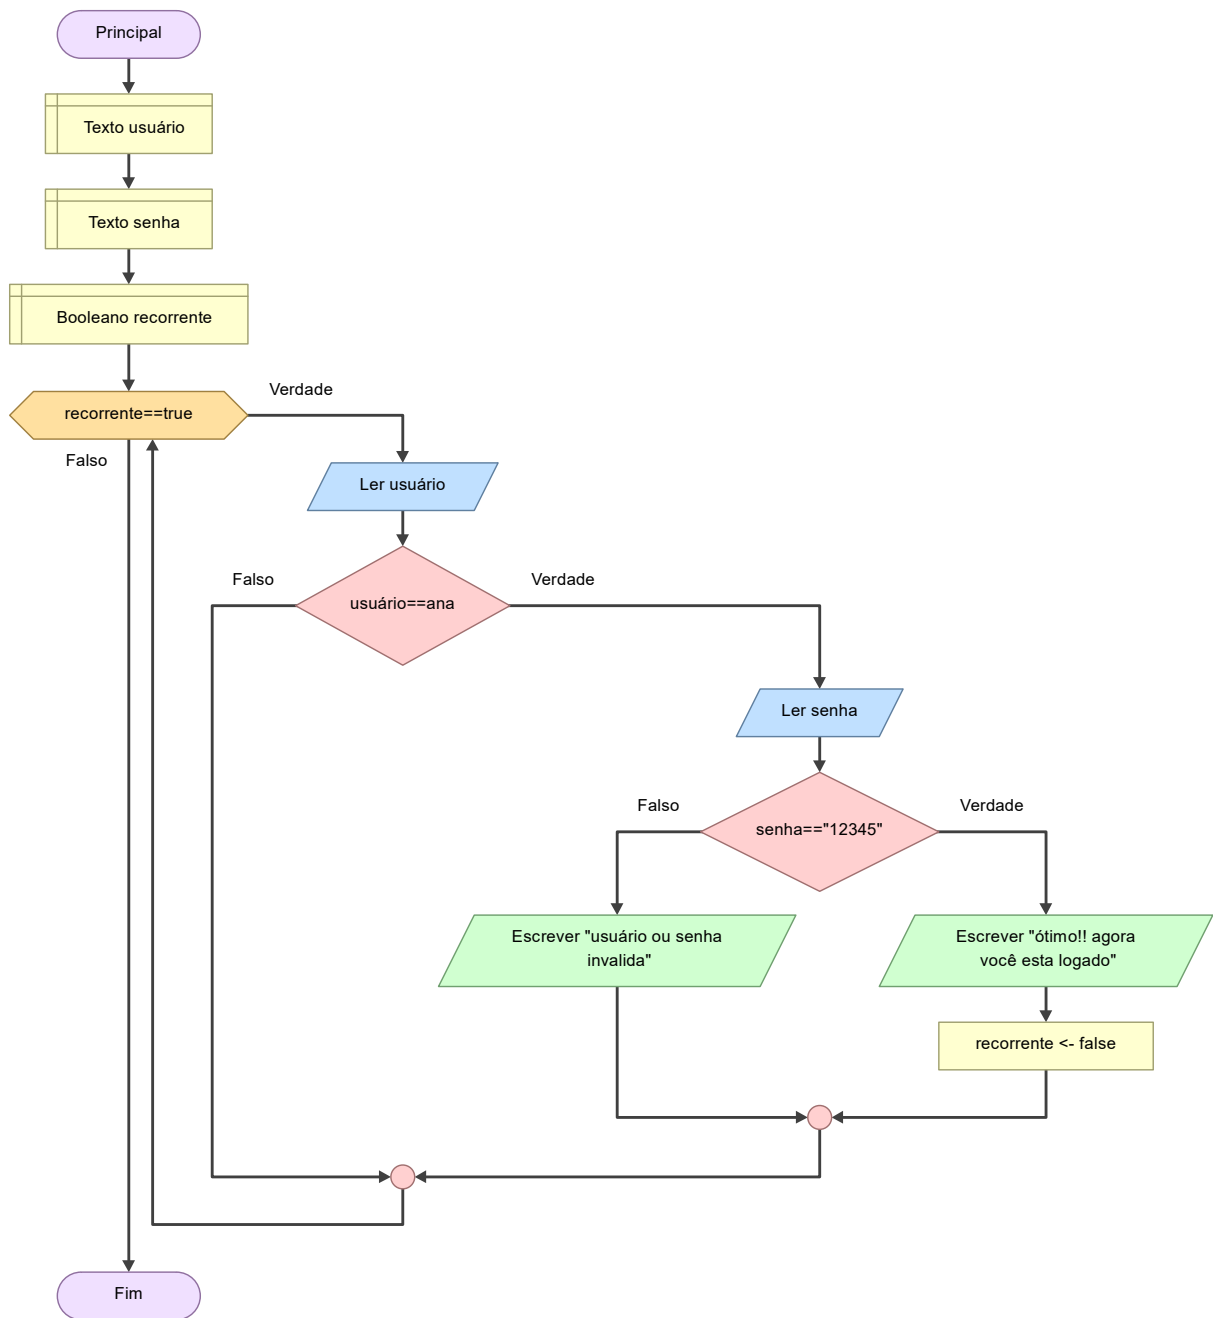 Principal
Texto usuário
Texto senha
Booleano recorrente
recorrente==true
Verdade
Falso
Ler usuário
usuário==ana
Falso
Verdade
Ler senha
senha=="12345"
Falso
Verdade
Escrever "usuário ou senha
invalida"
Escrever "ótimo!! agora
você esta logado"
recorrente <- false
Fim